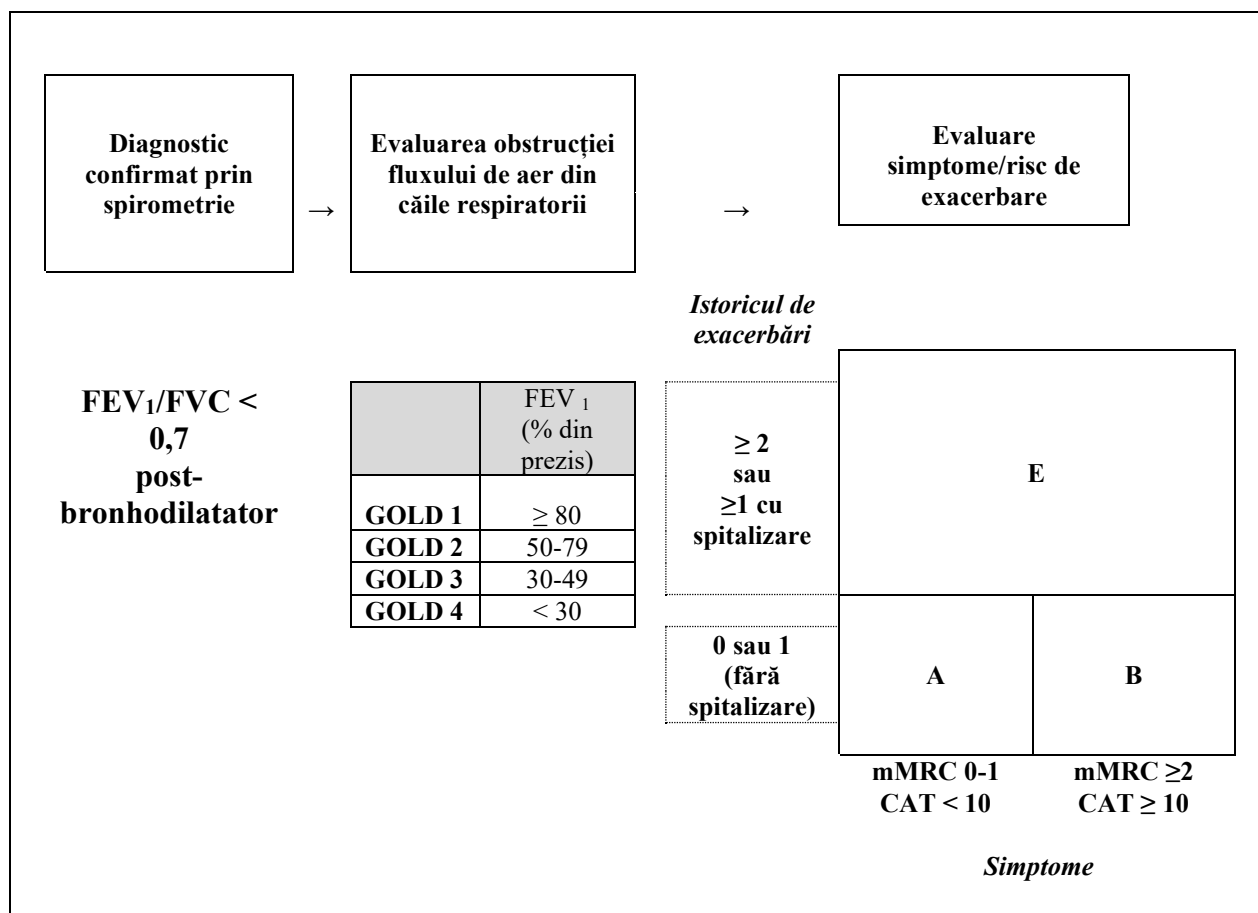 Diagnostic
confirmat prin
spirometrie
→
Evaluarea obstrucției
fluxului de aer din
căile respiratorii
→
Evaluare
simptome/risc de
exacerbare
Istoricul de
exacerbări
FEV₁/FVC <
0,7
post-
bronhodilatator
FEV ₁
(% din
prezis)
GOLD 1 ≥ 80
GOLD 2 50-79
GOLD 3 30-49
GOLD 4 < 30
≥ 2
sau
≥1 cu
spitalizare
E
0 sau 1
(fără
spitalizare)
A
B
mMRC 0-1
CAT < 10
mMRC ≥2
CAT ≥ 10
Simptome